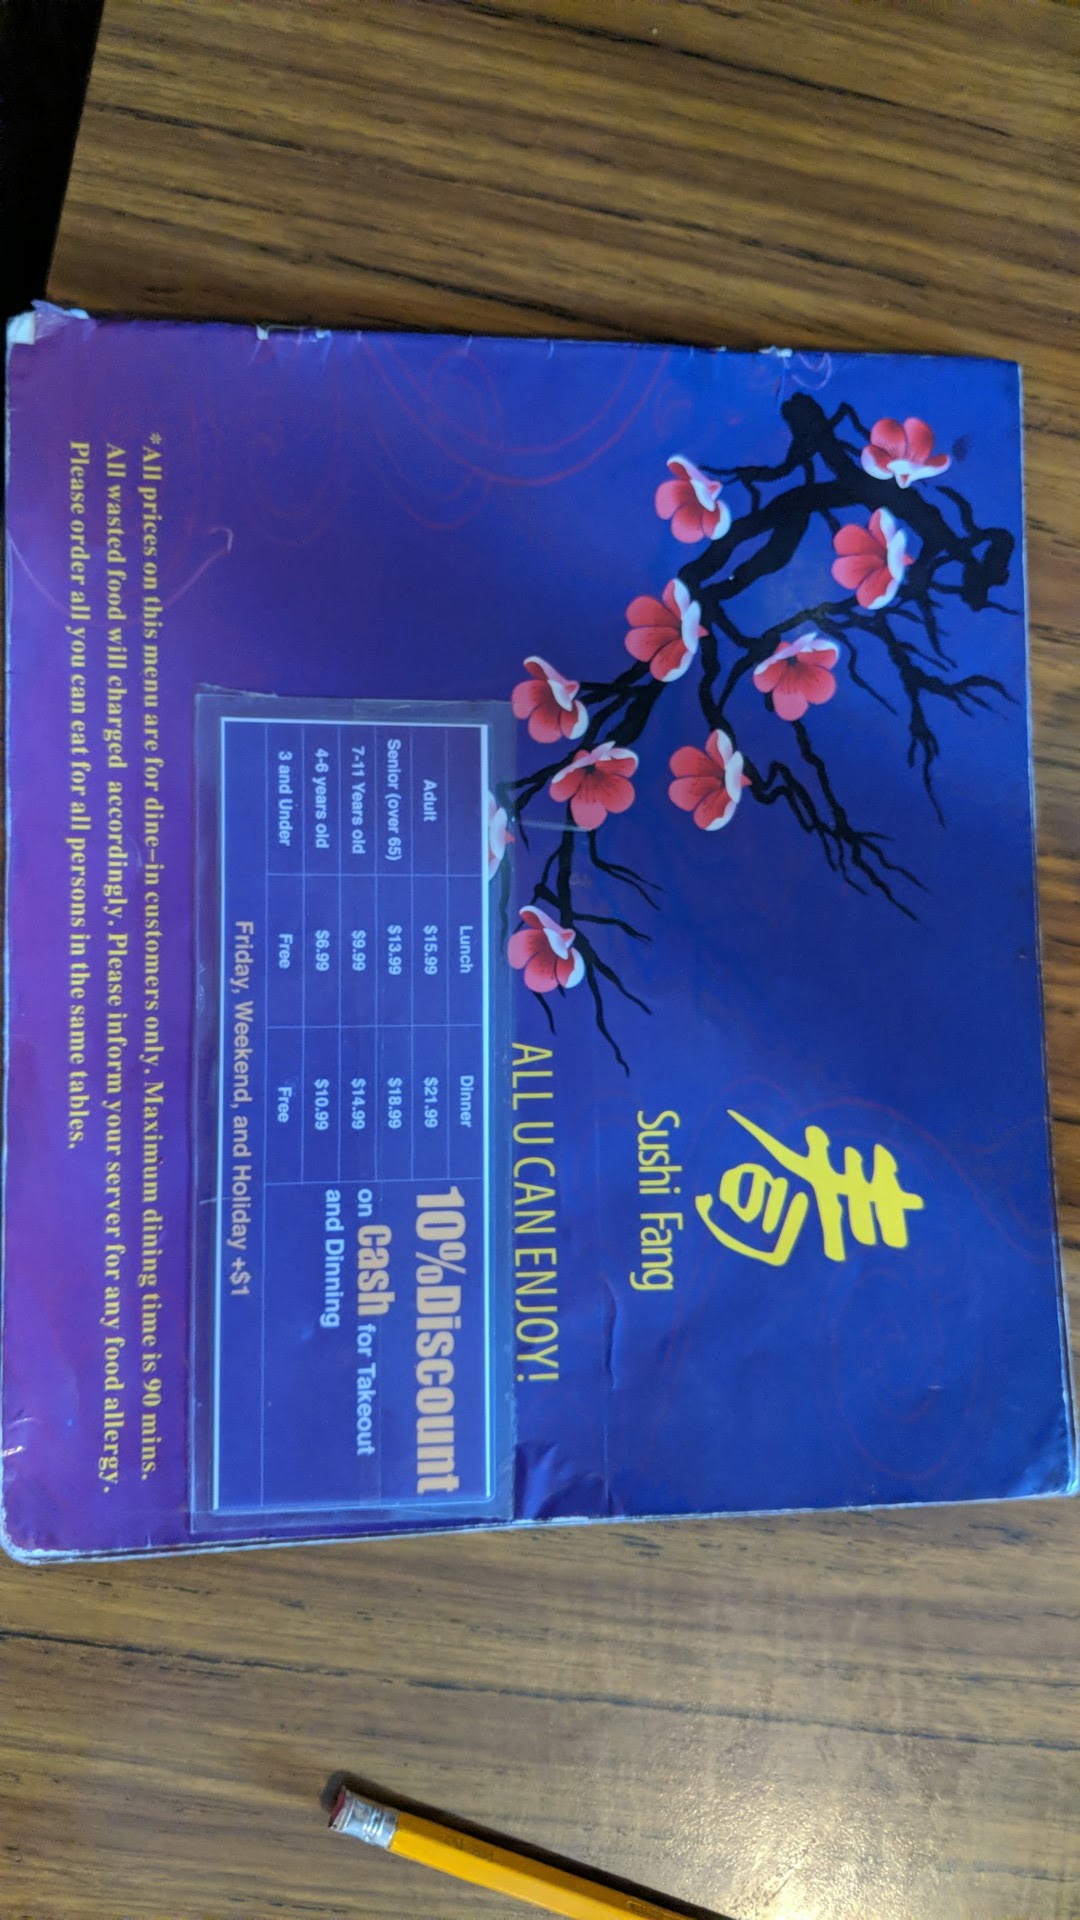 春
Sushi Fang
ALL U CAN ENJOY!
Lunch Dinner
Adult $15.99 $21.99
Senior (over 65) $13.99 $18.99
7-11 Years old $9.99 $14.99
4-6 years old $6.99 $10.99
3 and Under Free Free
10%Discount
on Cash for Takeout
and Dinning
Friday, Weekend, and Holiday +$1
*All prices on this menu are for dine-in customers only. Maximum dining time is 90 mins.
All wasted food will charged accordingly. Please inform your server for any food allergy.
Please order all you can eat for all persons in the same tables.